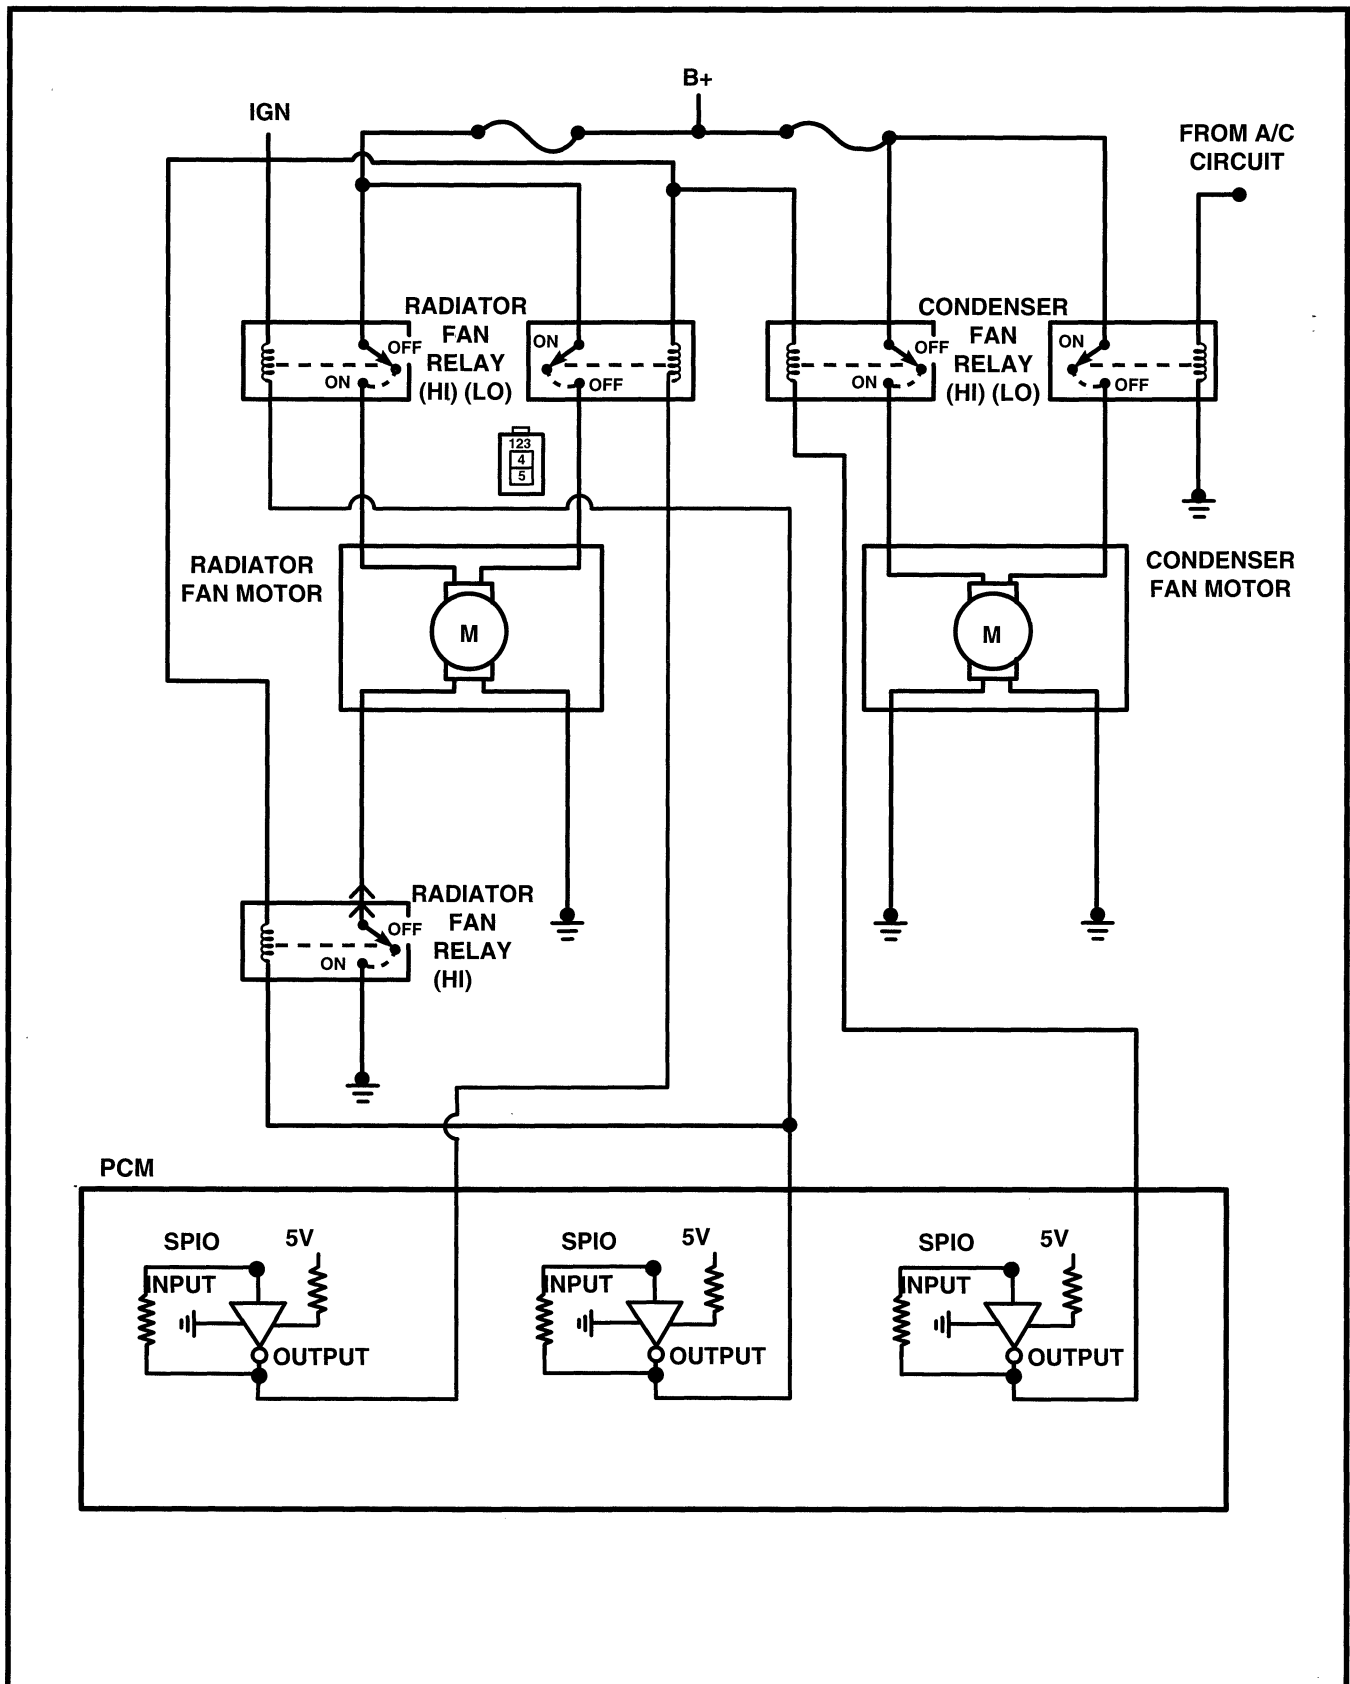 B+
IGN
FROM A/C
CIRCUIT
RADIATOR
FAN
RELAY
(HI) (LO)
OFF
ON
ON
OFF
CONDENSER
FAN
RELAY
(HI) (LO)
OFF
ON
ON
OFF
123
4
5
RADIATOR
FAN MOTOR
M
M
CONDENSER
FAN MOTOR
RADIATOR
FAN
RELAY
(HI)
OFF
ON
PCM
SPIO
5V
INPUT
OUTPUT
SPIO
5V
INPUT
OUTPUT
SPIO
5V
INPUT
OUTPUT